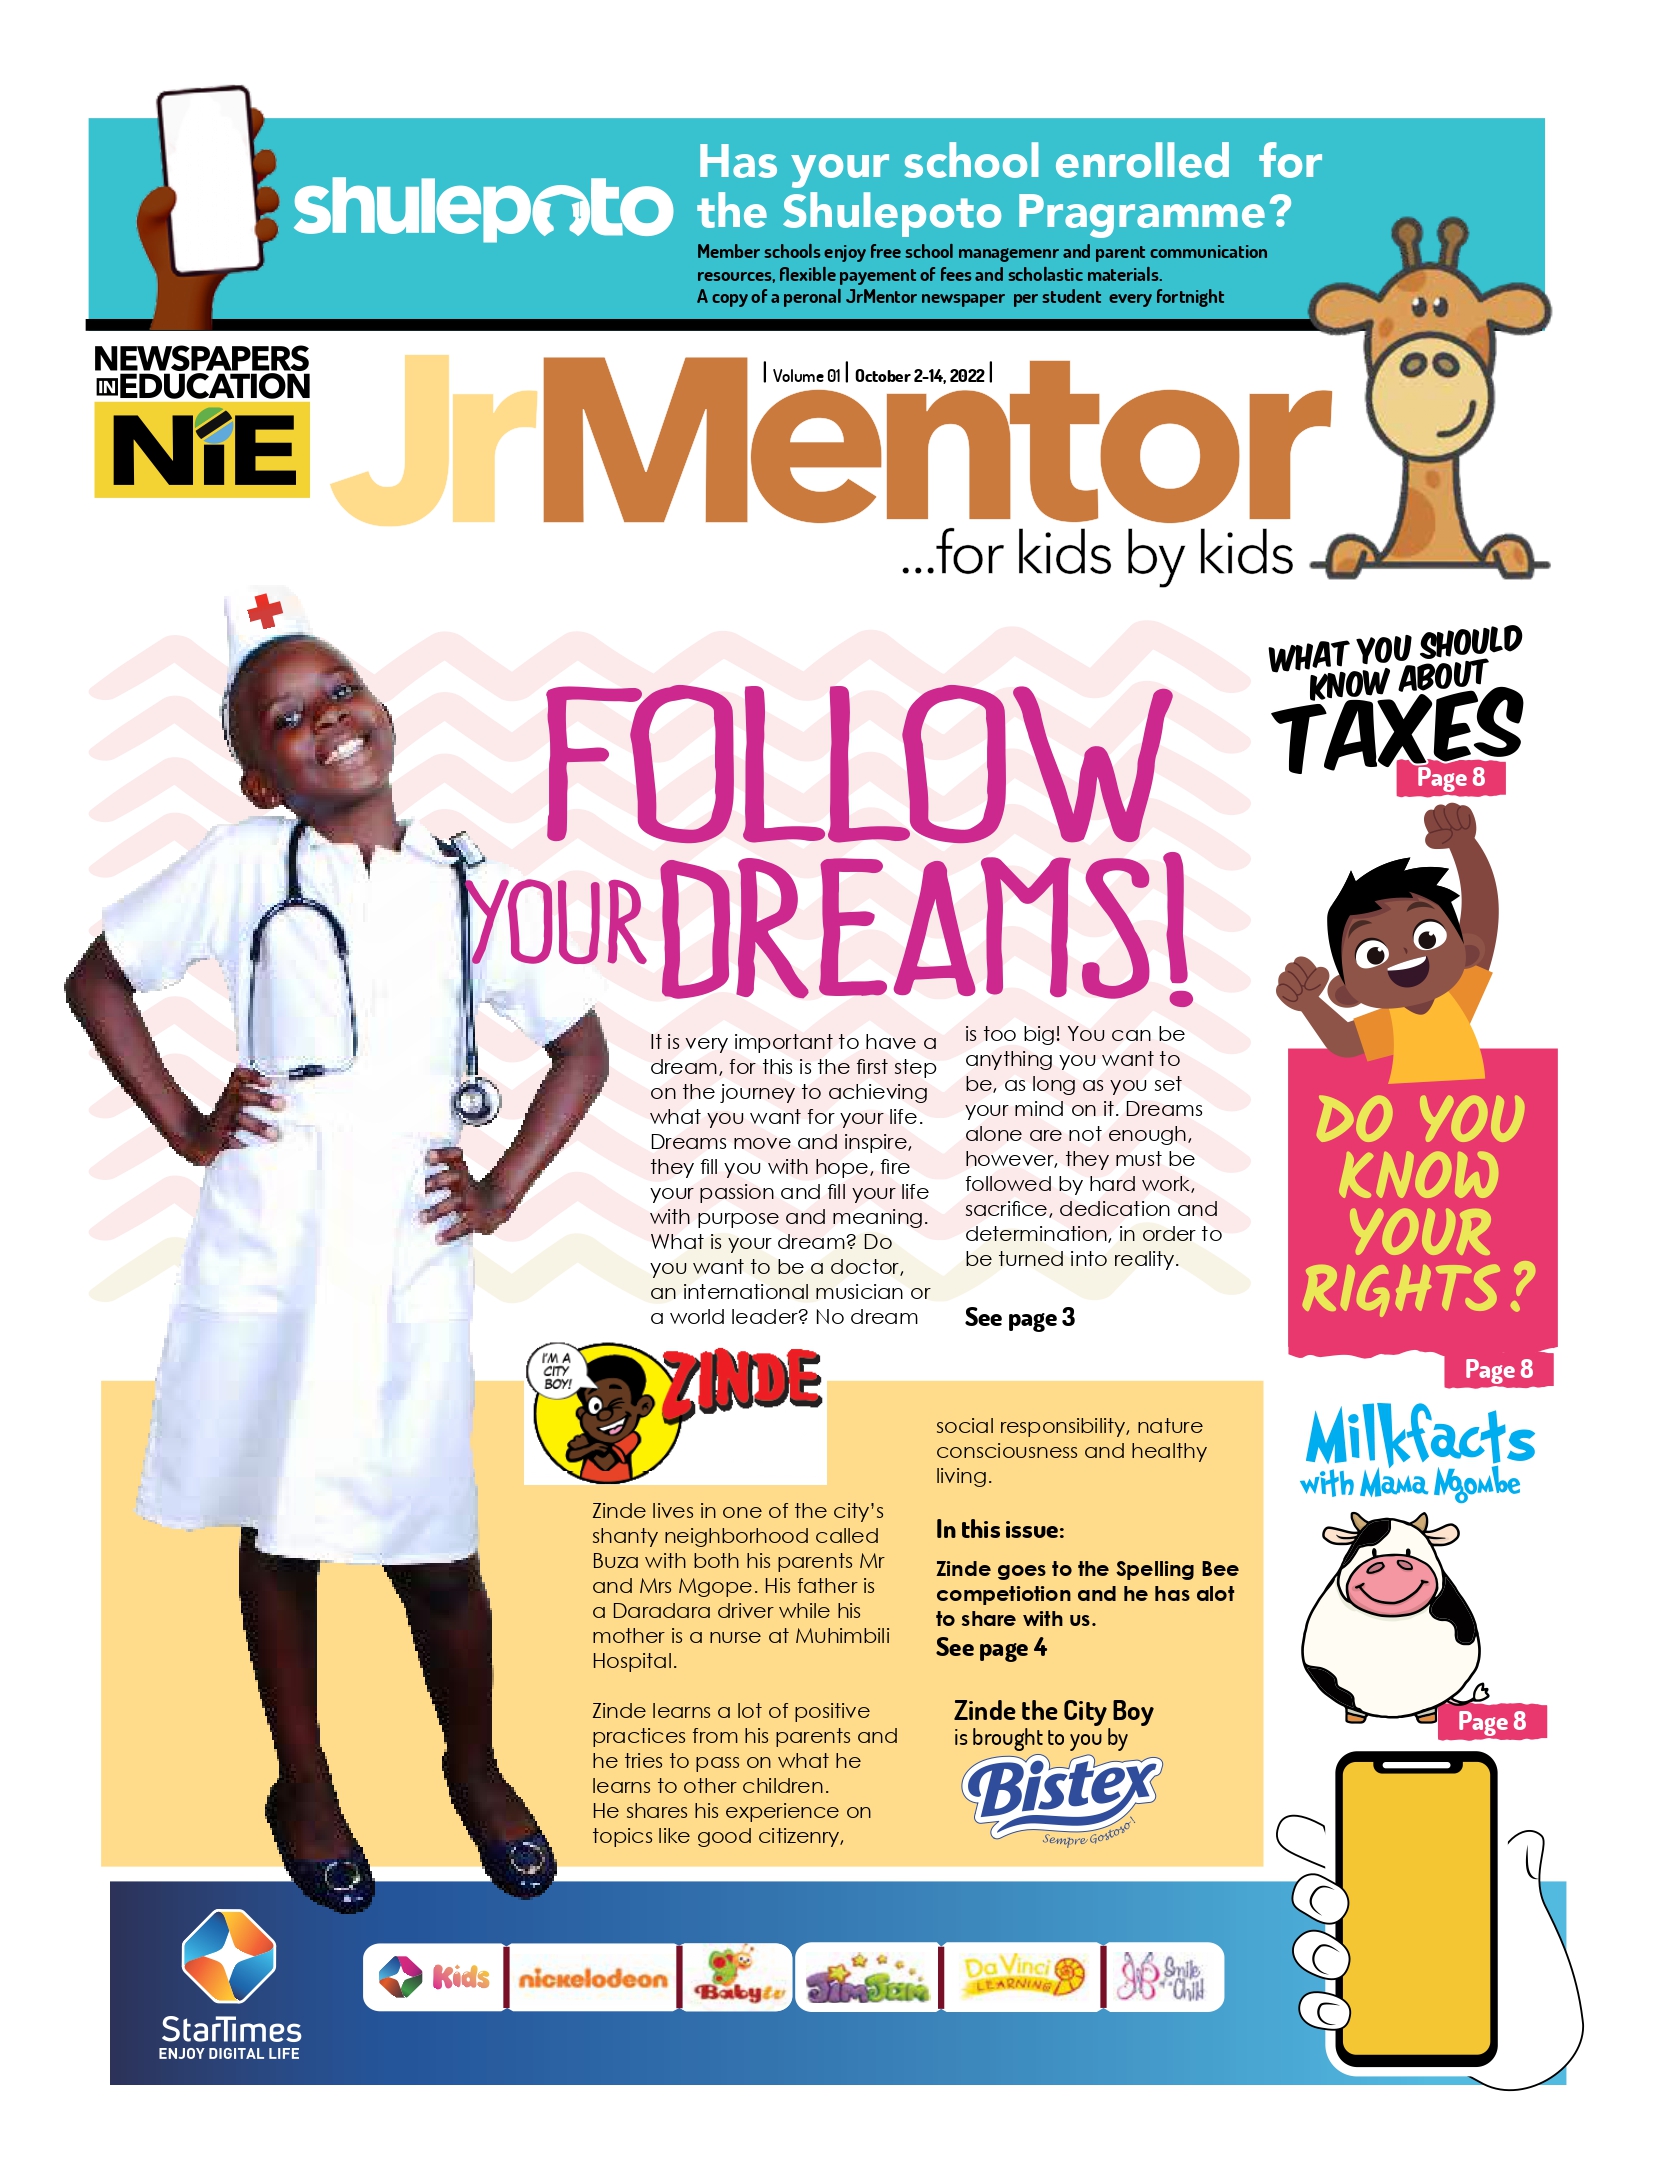 shulepoto
Has your school enrolled for
the Shulepoto Pragramme?
Member schools enjoy free school managemenr and parent communication
resources, flexible payement of fees and scholastic materials.
A copy of a peronal JrMentor newspaper per student every fortnight
NEWSPAPERS
IN EDUCATION
NiE
| Volume 01 | October 2-14, 2022 |
JrMentor
...for kids by kids
FOLLOW
YOUR DREAMS!
It is very important to have a
dream, for this is the first step
on the journey to achieving
what you want for your life.
Dreams move and inspire,
they fill you with hope, fire
your passion and fill your life
with purpose and meaning.
What is your dream? Do
you want to be a doctor,
an international musician or
a world leader? No dream
is too big! You can be
anything you want to
be, as long as you set
your mind on it. Dreams
alone are not enough,
however, they must be
followed by hard work,
sacrifice, dedication and
determination, in order to
be turned into reality.
See page 3
WHAT YOU SHOULD
KNOW ABOUT
TAXES
Page 8
DO YOU
KNOW
YOUR
RIGHTS?
Page 8
Milkfacts
with Mama Ngombe
Page 8
I'M A
CITY
BOY!
ZINDE
Zinde lives in one of the city's
shanty neighborhood called
Buza with both his parents Mr
and Mrs Mgope. His father is
a Daradara driver while his
mother is a nurse at Muhimbili
Hospital.
Zinde learns a lot of positive
practices from his parents and
he tries to pass on what he
learns to other children.
He shares his experience on
topics like good citizenry,
social responsibility, nature
consciousness and healthy
living.
In this issue:
Zinde goes to the Spelling Bee
competiotion and he has alot
to share with us.
See page 4
Zinde the City Boy
is brought to you by
Bistex
Sempre Gostoso!
StarTimes
ENJOY DIGITAL LIFE
Kids
nickelodeon
Babytv
JimJam
Da Vinci
LEARNING
Smile
of a
Child